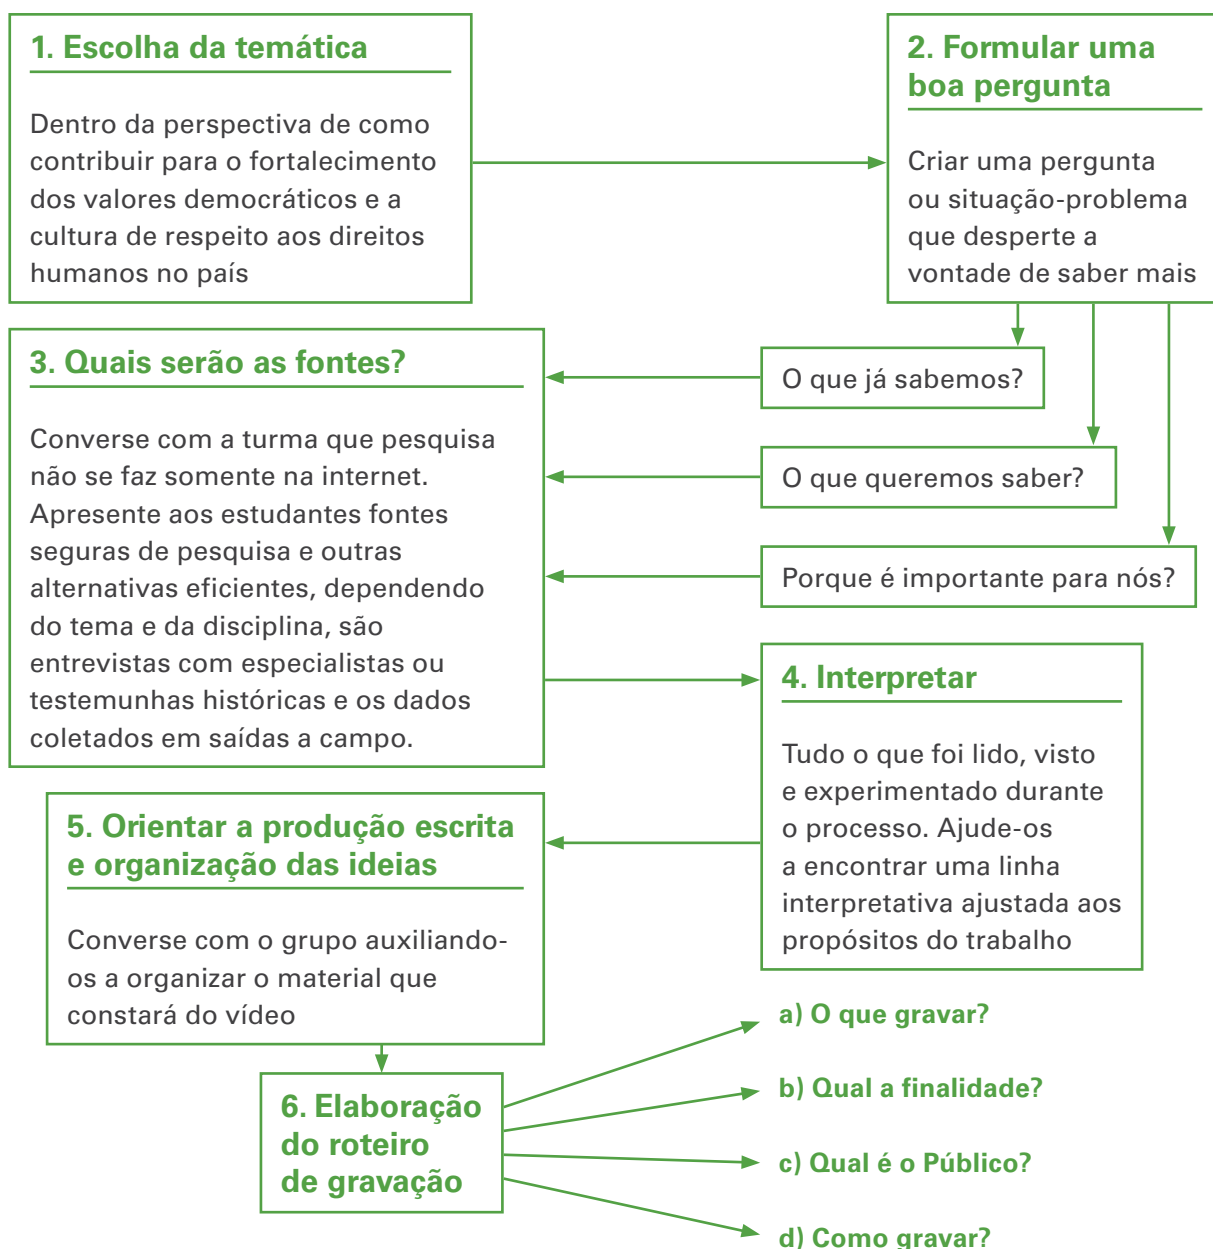 1. Escolha da temática
Dentro da perspectiva de como
contribuir para o fortalecimento
dos valores democráticos e a
cultura de respeito aos direitos
humanos no país
2. Formular uma
boa pergunta
Criar uma pergunta
ou situação-problema
que desperte a
vontade de saber mais
O que já sabemos?
O que queremos saber?
Porque é importante para nós?
3. Quais serão as fontes?
Converse com a turma que pesquisa
não se faz somente na internet.
Apresente aos estudantes fontes
seguras de pesquisa e outras
alternativas eficientes, dependendo
do tema e da disciplina, são
entrevistas com especialistas ou
testemunhas históricas e os dados
coletados em saídas a campo.
4. Interpretar
Tudo o que foi lido, visto
e experimentado durante
o processo. Ajude-os
a encontrar uma linha
interpretativa ajustada aos
propósitos do trabalho
5. Orientar a produção escrita
e organização das ideias
Converse com o grupo auxiliando-
os a organizar o material que
constará do vídeo
6. Elaboração
do roteiro
de gravação
a) O que gravar?
b) Qual a finalidade?
c) Qual é o Público?
d) Como gravar?